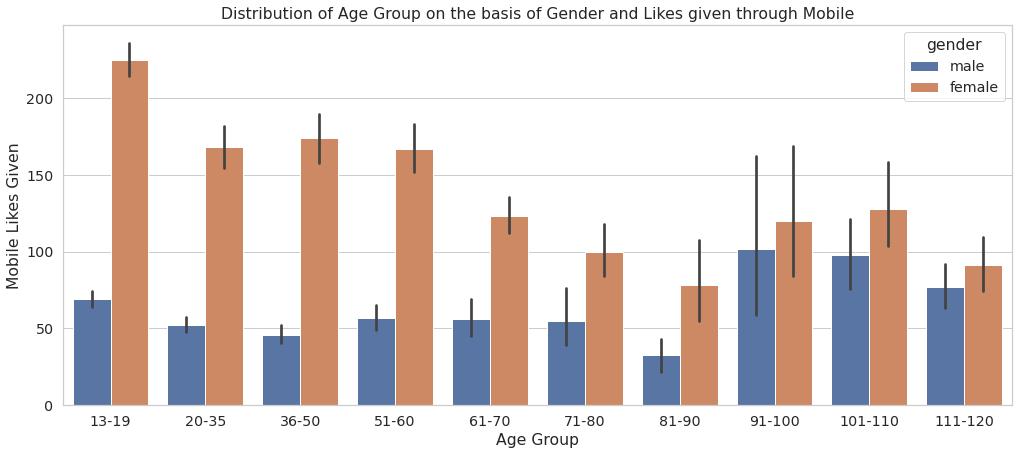 Distribution of Age Group on the basis of Gender and Likes given through Mobile
gender
male
female
Mobile Likes Given
200
150
100
50
0
13-19 20-35 36-50 51-60 61-70 71-80 81-90 91-100 101-110 111-120
Age Group